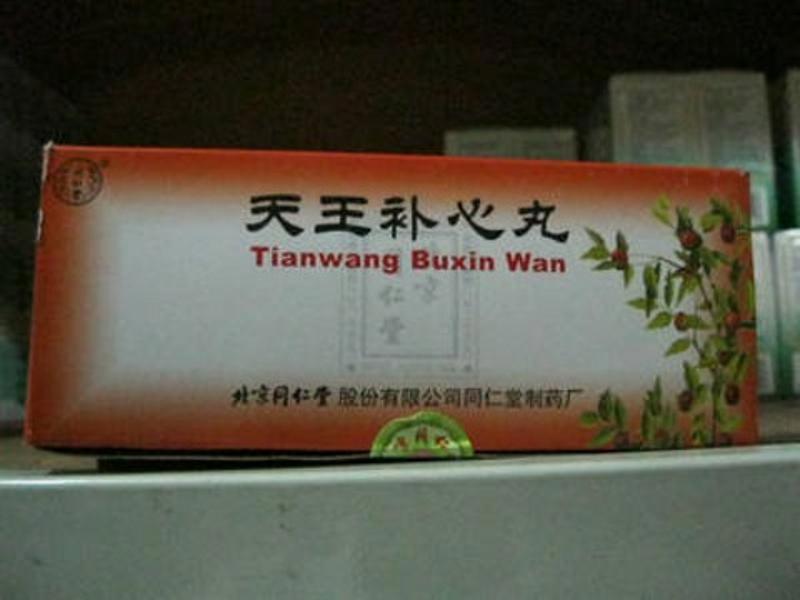 天王补心丸
Tianwang Buxin Wan
北京同仁堂 股份有限公司同仁堂制药厂